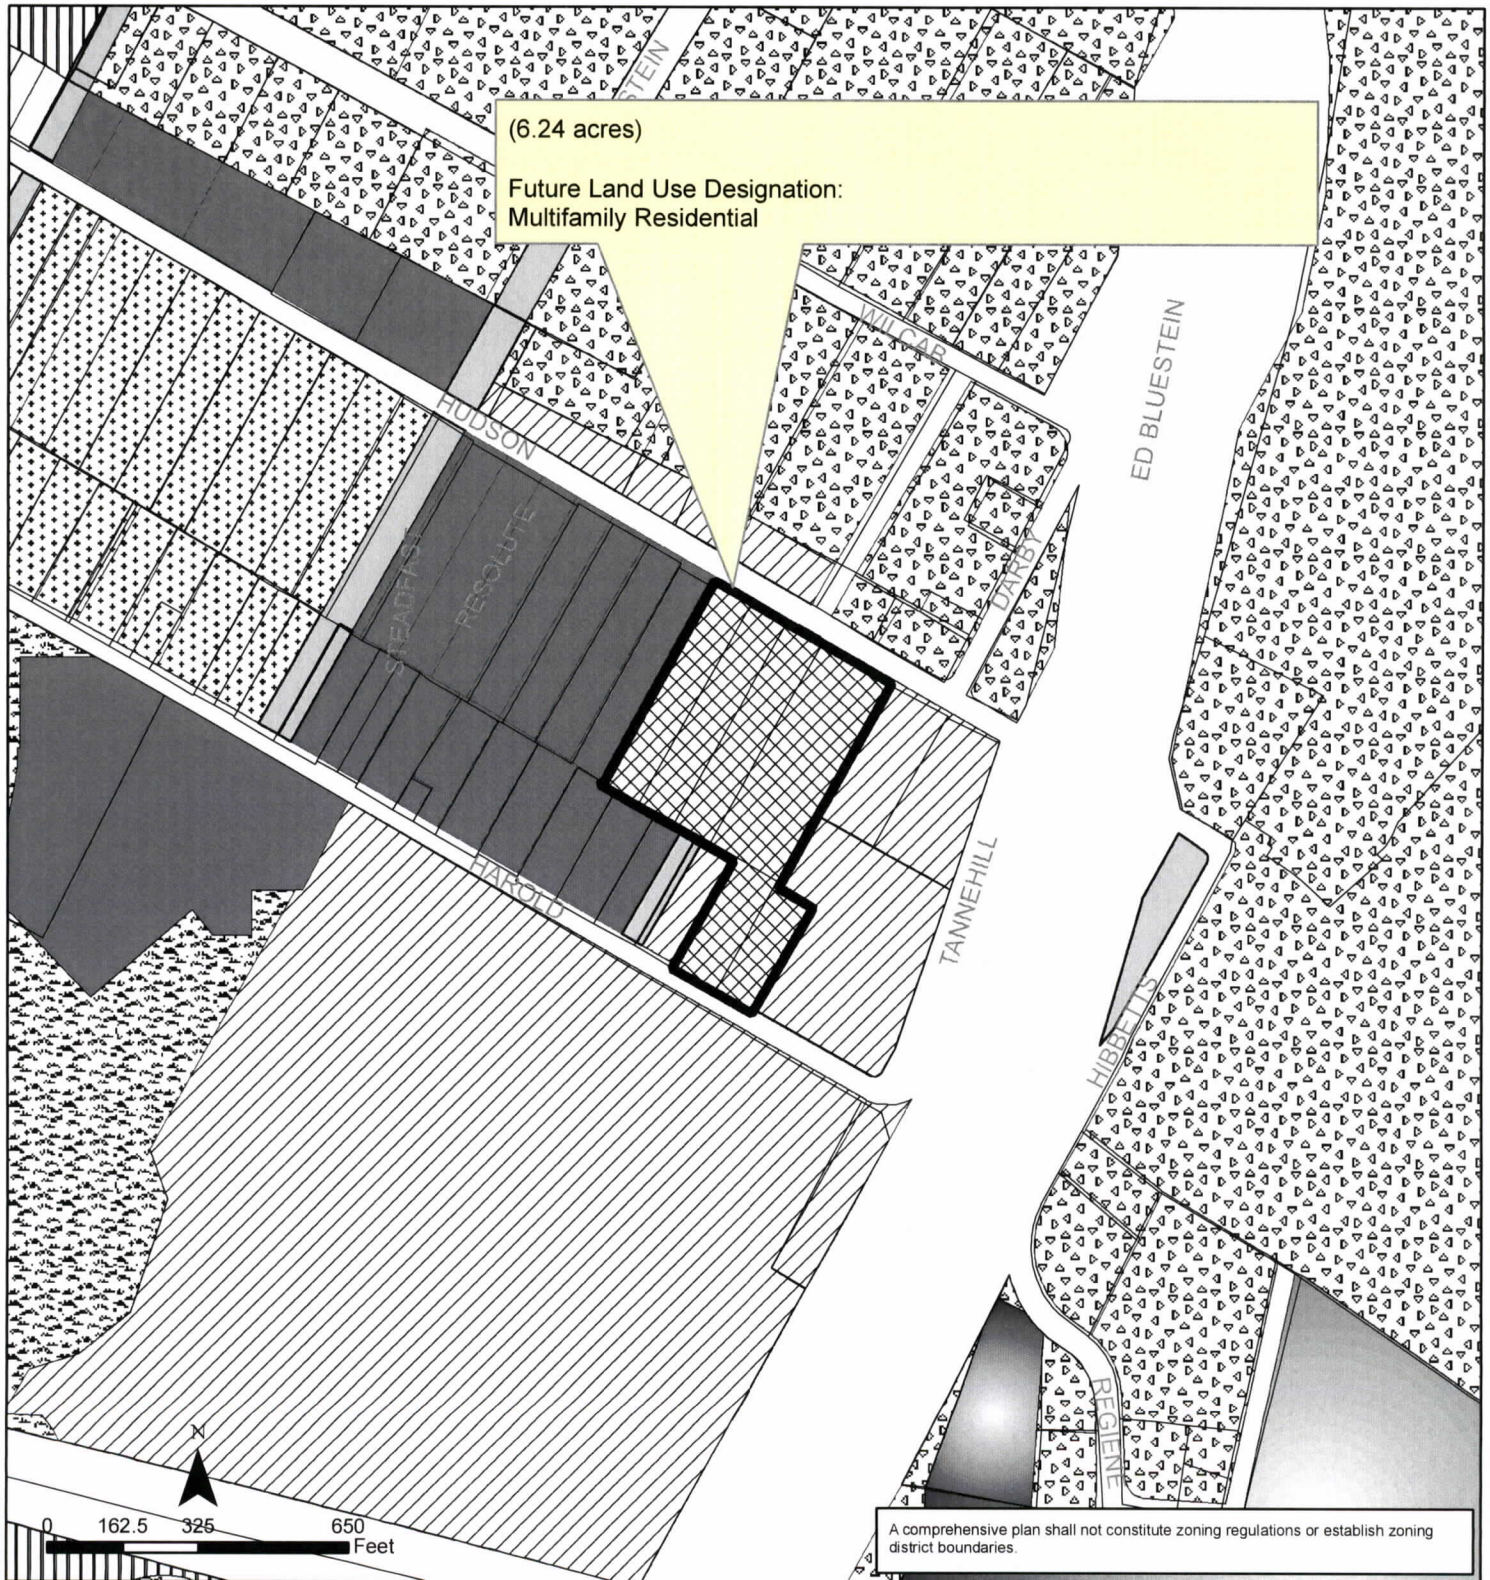 STEIN
(6.24 acres)
Future Land Use Designation:
Multifamily Residential
WILCAB
ED BLUESTEIN
HUDSON
STEADFAST
RESOLUTE
DARBY
HAROLD
TANNEHILL
HIBBETTS
REGIENE
N
0 162.5 325 650
Feet
A comprehensive plan shall not constitute zoning regulations or establish zoning
district boundaries.